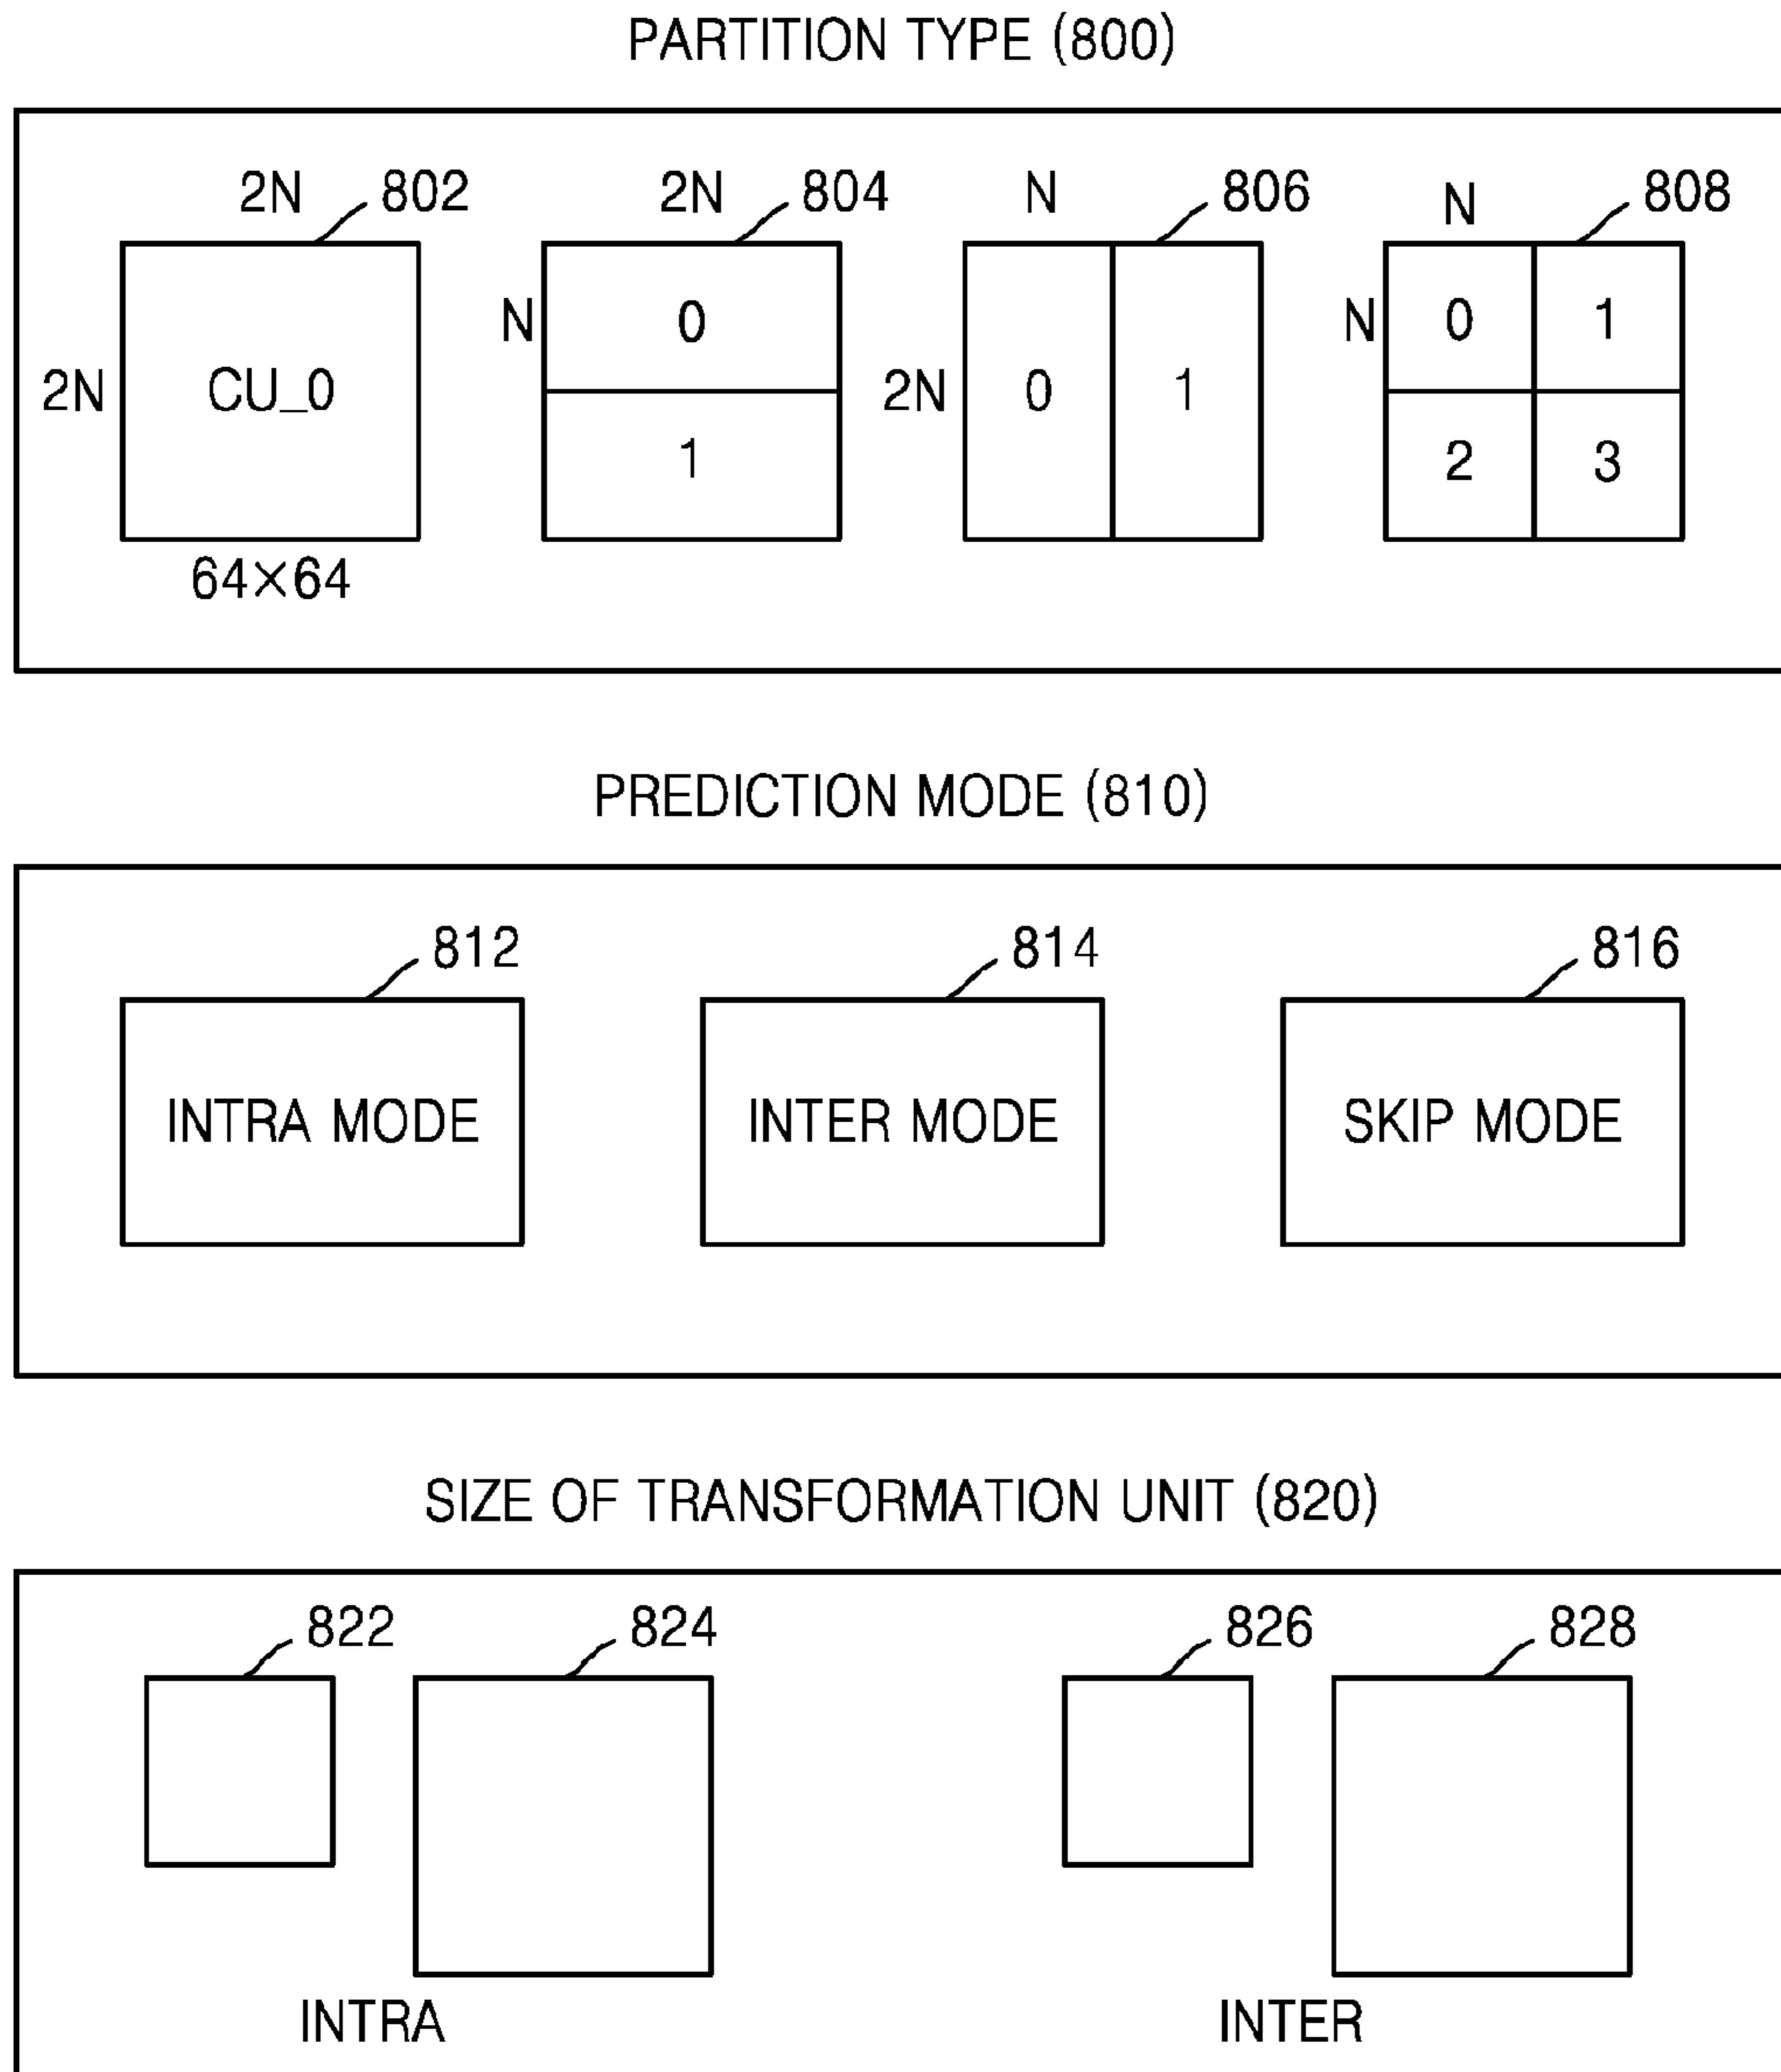 PARTITION TYPE (800)
2N 802 2N 804 N 806 N 808
N 0 N 0 1
2N CU_0 2N 0 1
1 2 3
64×64
PREDICTION MODE (810)
812 814 816
INTRA MODE INTER MODE SKIP MODE
SIZE OF TRANSFORMATION UNIT (820)
822 824 826 828
INTRA INTER